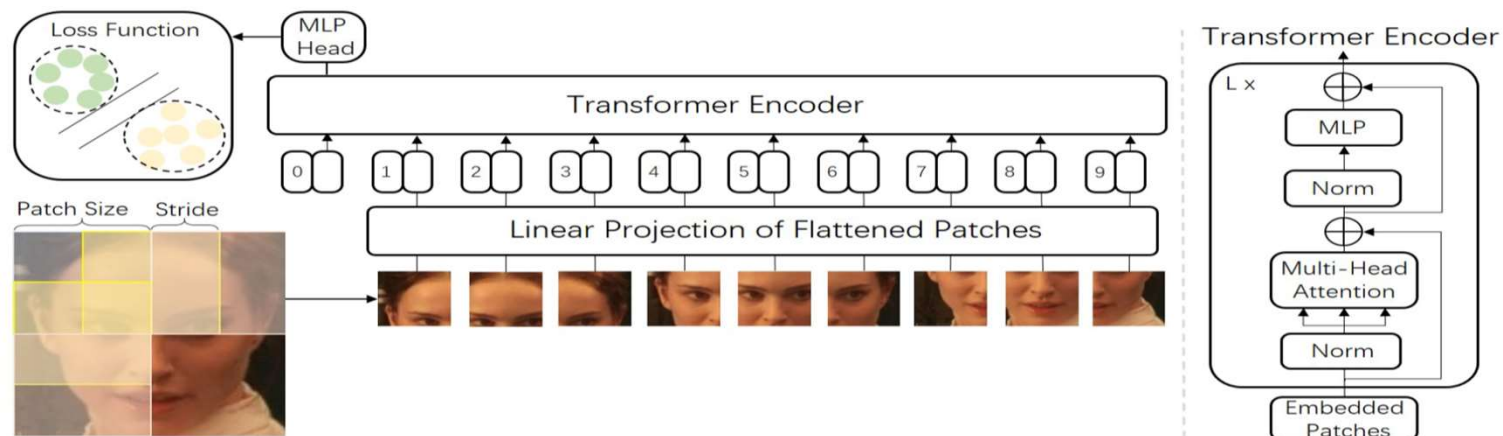 Loss Function
MLP
Head
Transformer Encoder
0 1 2 3 4 5 6 7 8 9
Patch Size Stride
Linear Projection of Flattened Patches
Transformer Encoder
L x
MLP
Norm
Multi-Head
Attention
Norm
Embedded
Patches